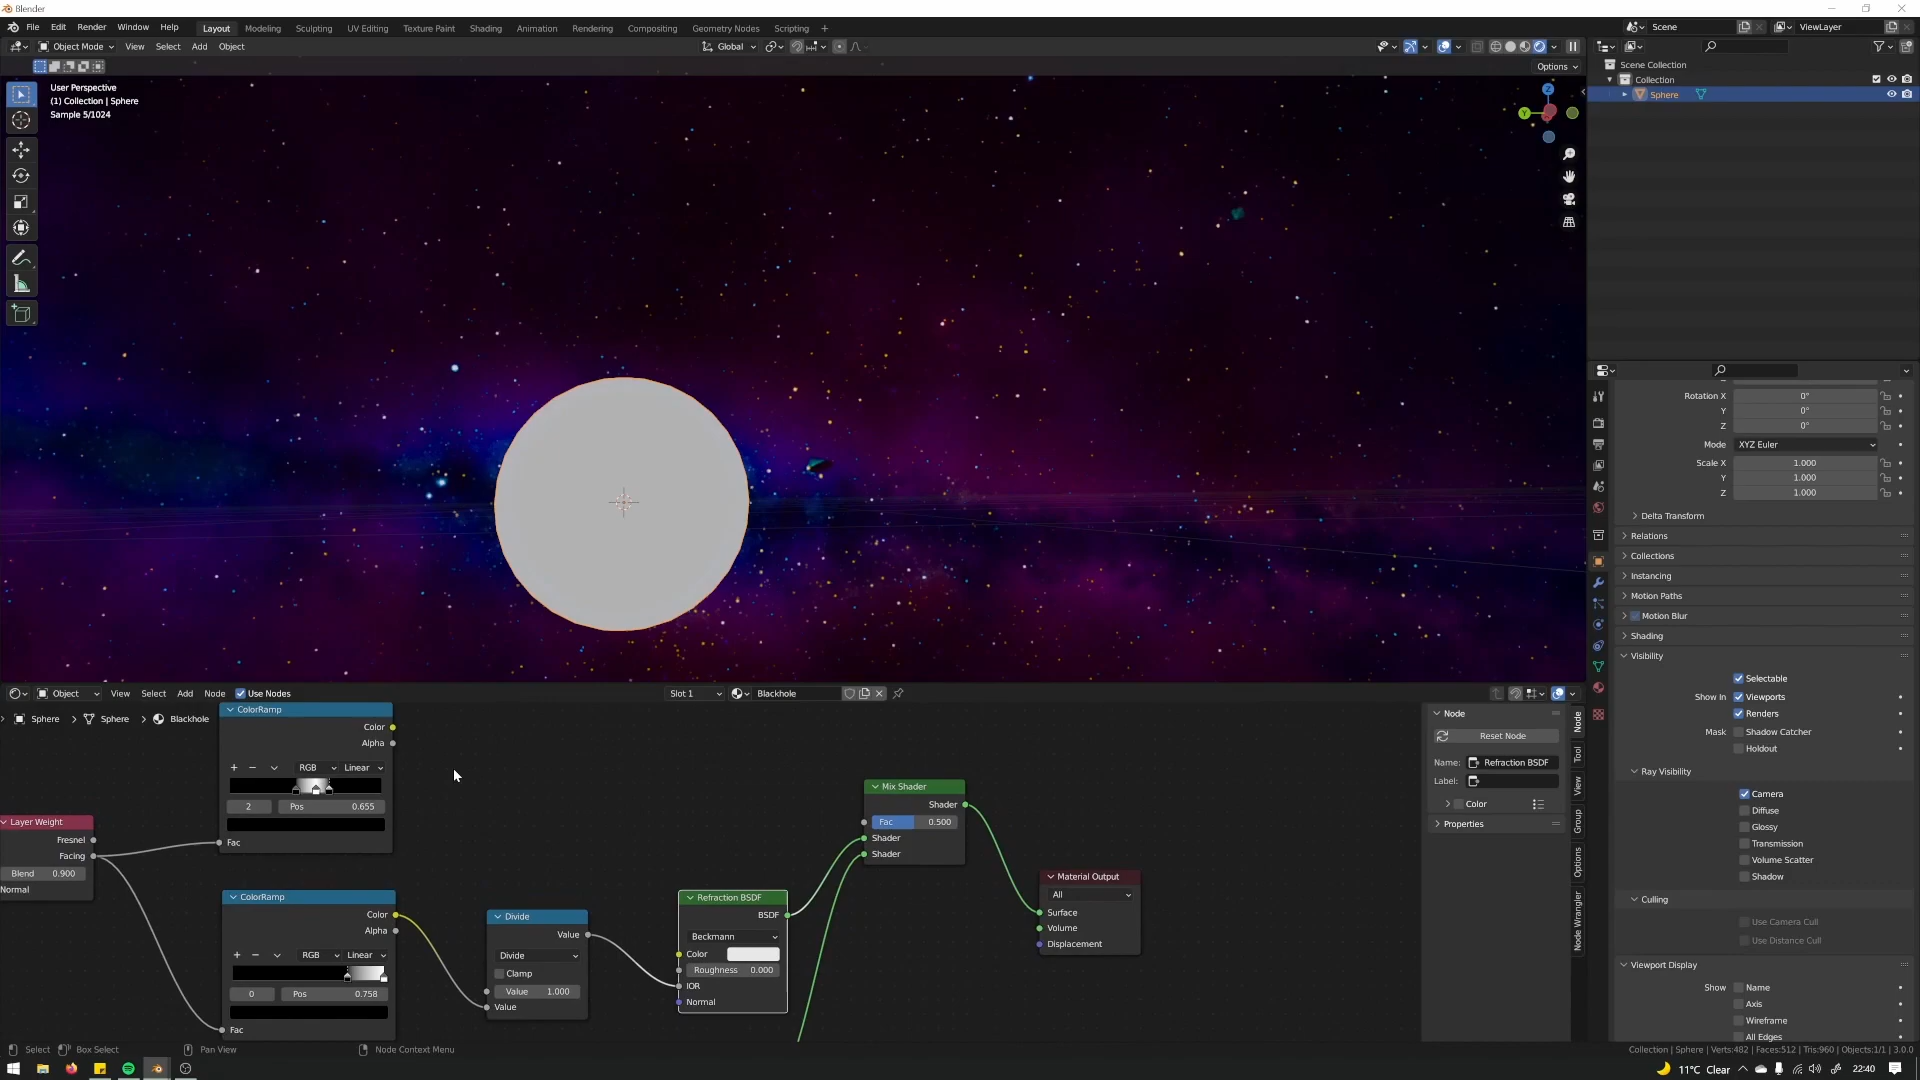 Blender
File Edit Render Window Help Layout Modeling Sculpting UV Editing Texture Paint Shading Animation Rendering Compositing Geometry Nodes Scripting + Scene ViewLayer
Object Mode View Select Add Object Global
Options
User Perspective
(1) Collection | Sphere
Sample 5/1024
Z
Y
Scene Collection
Collection
Sphere
Rotation X 0°
Y 0°
Z 0°
Mode XYZ Euler
Scale X 1.000
Y 1.000
Z 1.000
Delta Transform
Relations
Collections
Instancing
Motion Paths
Motion Blur
Shading
Visibility
Selectable
Show In Viewports
Renders
Mask Shadow Catcher
Holdout
Ray Visibility
Camera
Diffuse
Glossy
Transmission
Volume Scatter
Shadow
Culling
Use Camera Cull
Use Distance Cull
Viewport Display
Show Name
Axis
Wireframe
All Edges
Object View Select Add Node Use Nodes Slot 1 Blackhole
Sphere > Sphere > Blackhole
ColorRamp
Color
Alpha
+ − RGB Linear
2 Pos 0.655
Fac
Layer Weight
Fresnel
Facing
Blend 0.900
Normal
ColorRamp
Color
Alpha
+ − RGB Linear
0 Pos 0.758
Fac
Divide
Value
Divide
Clamp
Value 1.000
Value
Refraction BSDF
BSDF
Beckmann
Color
Roughness 0.000
IOR
Normal
Mix Shader
Shader
Fac 0.500
Shader
Shader
Material Output
All
Surface
Volume
Displacement
Node
Reset Node
Name: Refraction BSDF
Label:
Color
Properties
Node
Tool
View
Group
Options
Node Wrangler
Select Box Select Pan View Node Context Menu
Collection | Sphere | Verts:482 | Faces:512 | Tris:960 | Objects:1/1 | 3.0.0
11°C Clear 22:40